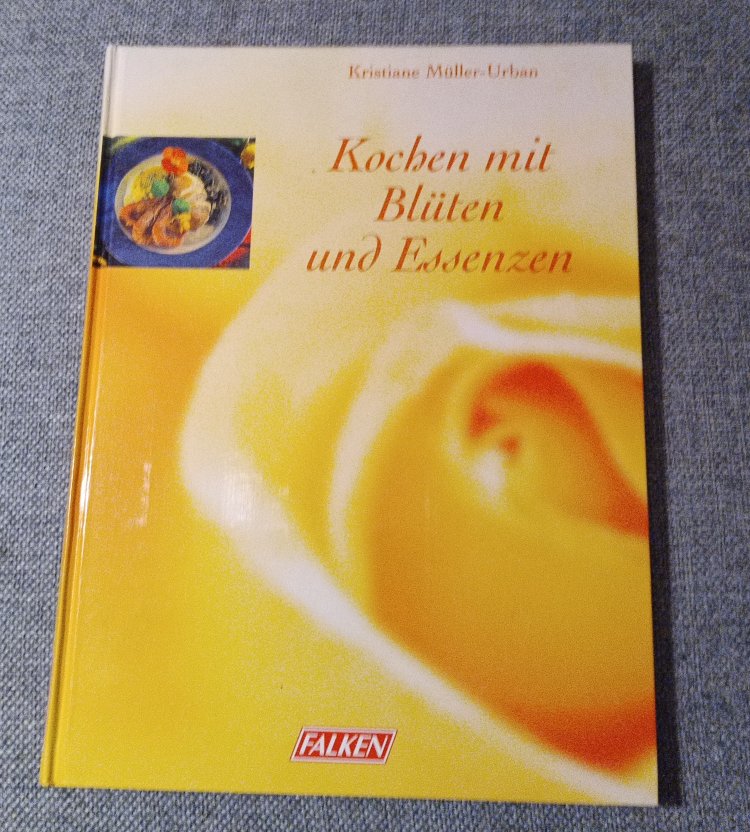 Kristiane Müller-Urban
Kochen mit
Blüten
und Essenzen
FALKEN